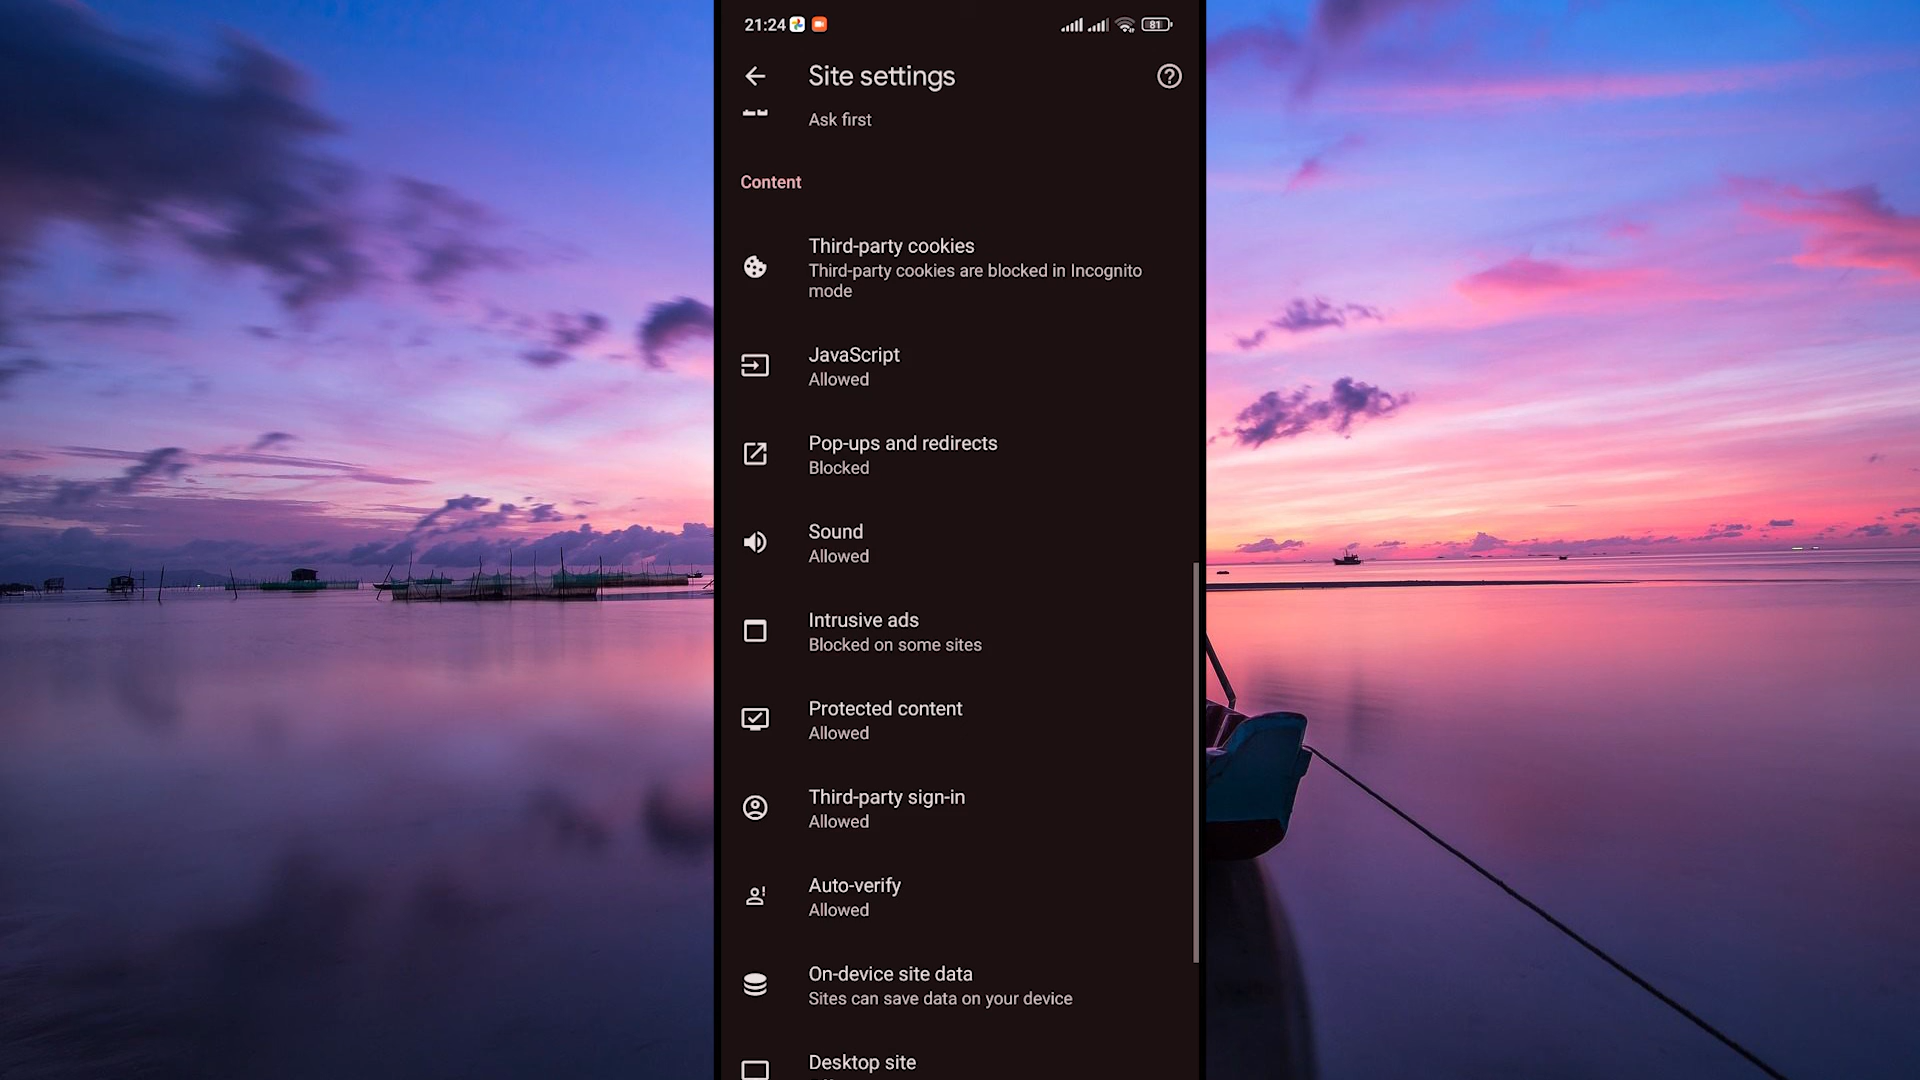 21:24
81
Site settings
Ask first
Content
Third-party cookies
Third-party cookies are blocked in Incognito
mode
JavaScript
Allowed
Pop-ups and redirects
Blocked
Sound
Allowed
Intrusive ads
Blocked on some sites
Protected content
Allowed
Third-party sign-in
Allowed
Auto-verify
Allowed
On-device site data
Sites can save data on your device
Desktop site